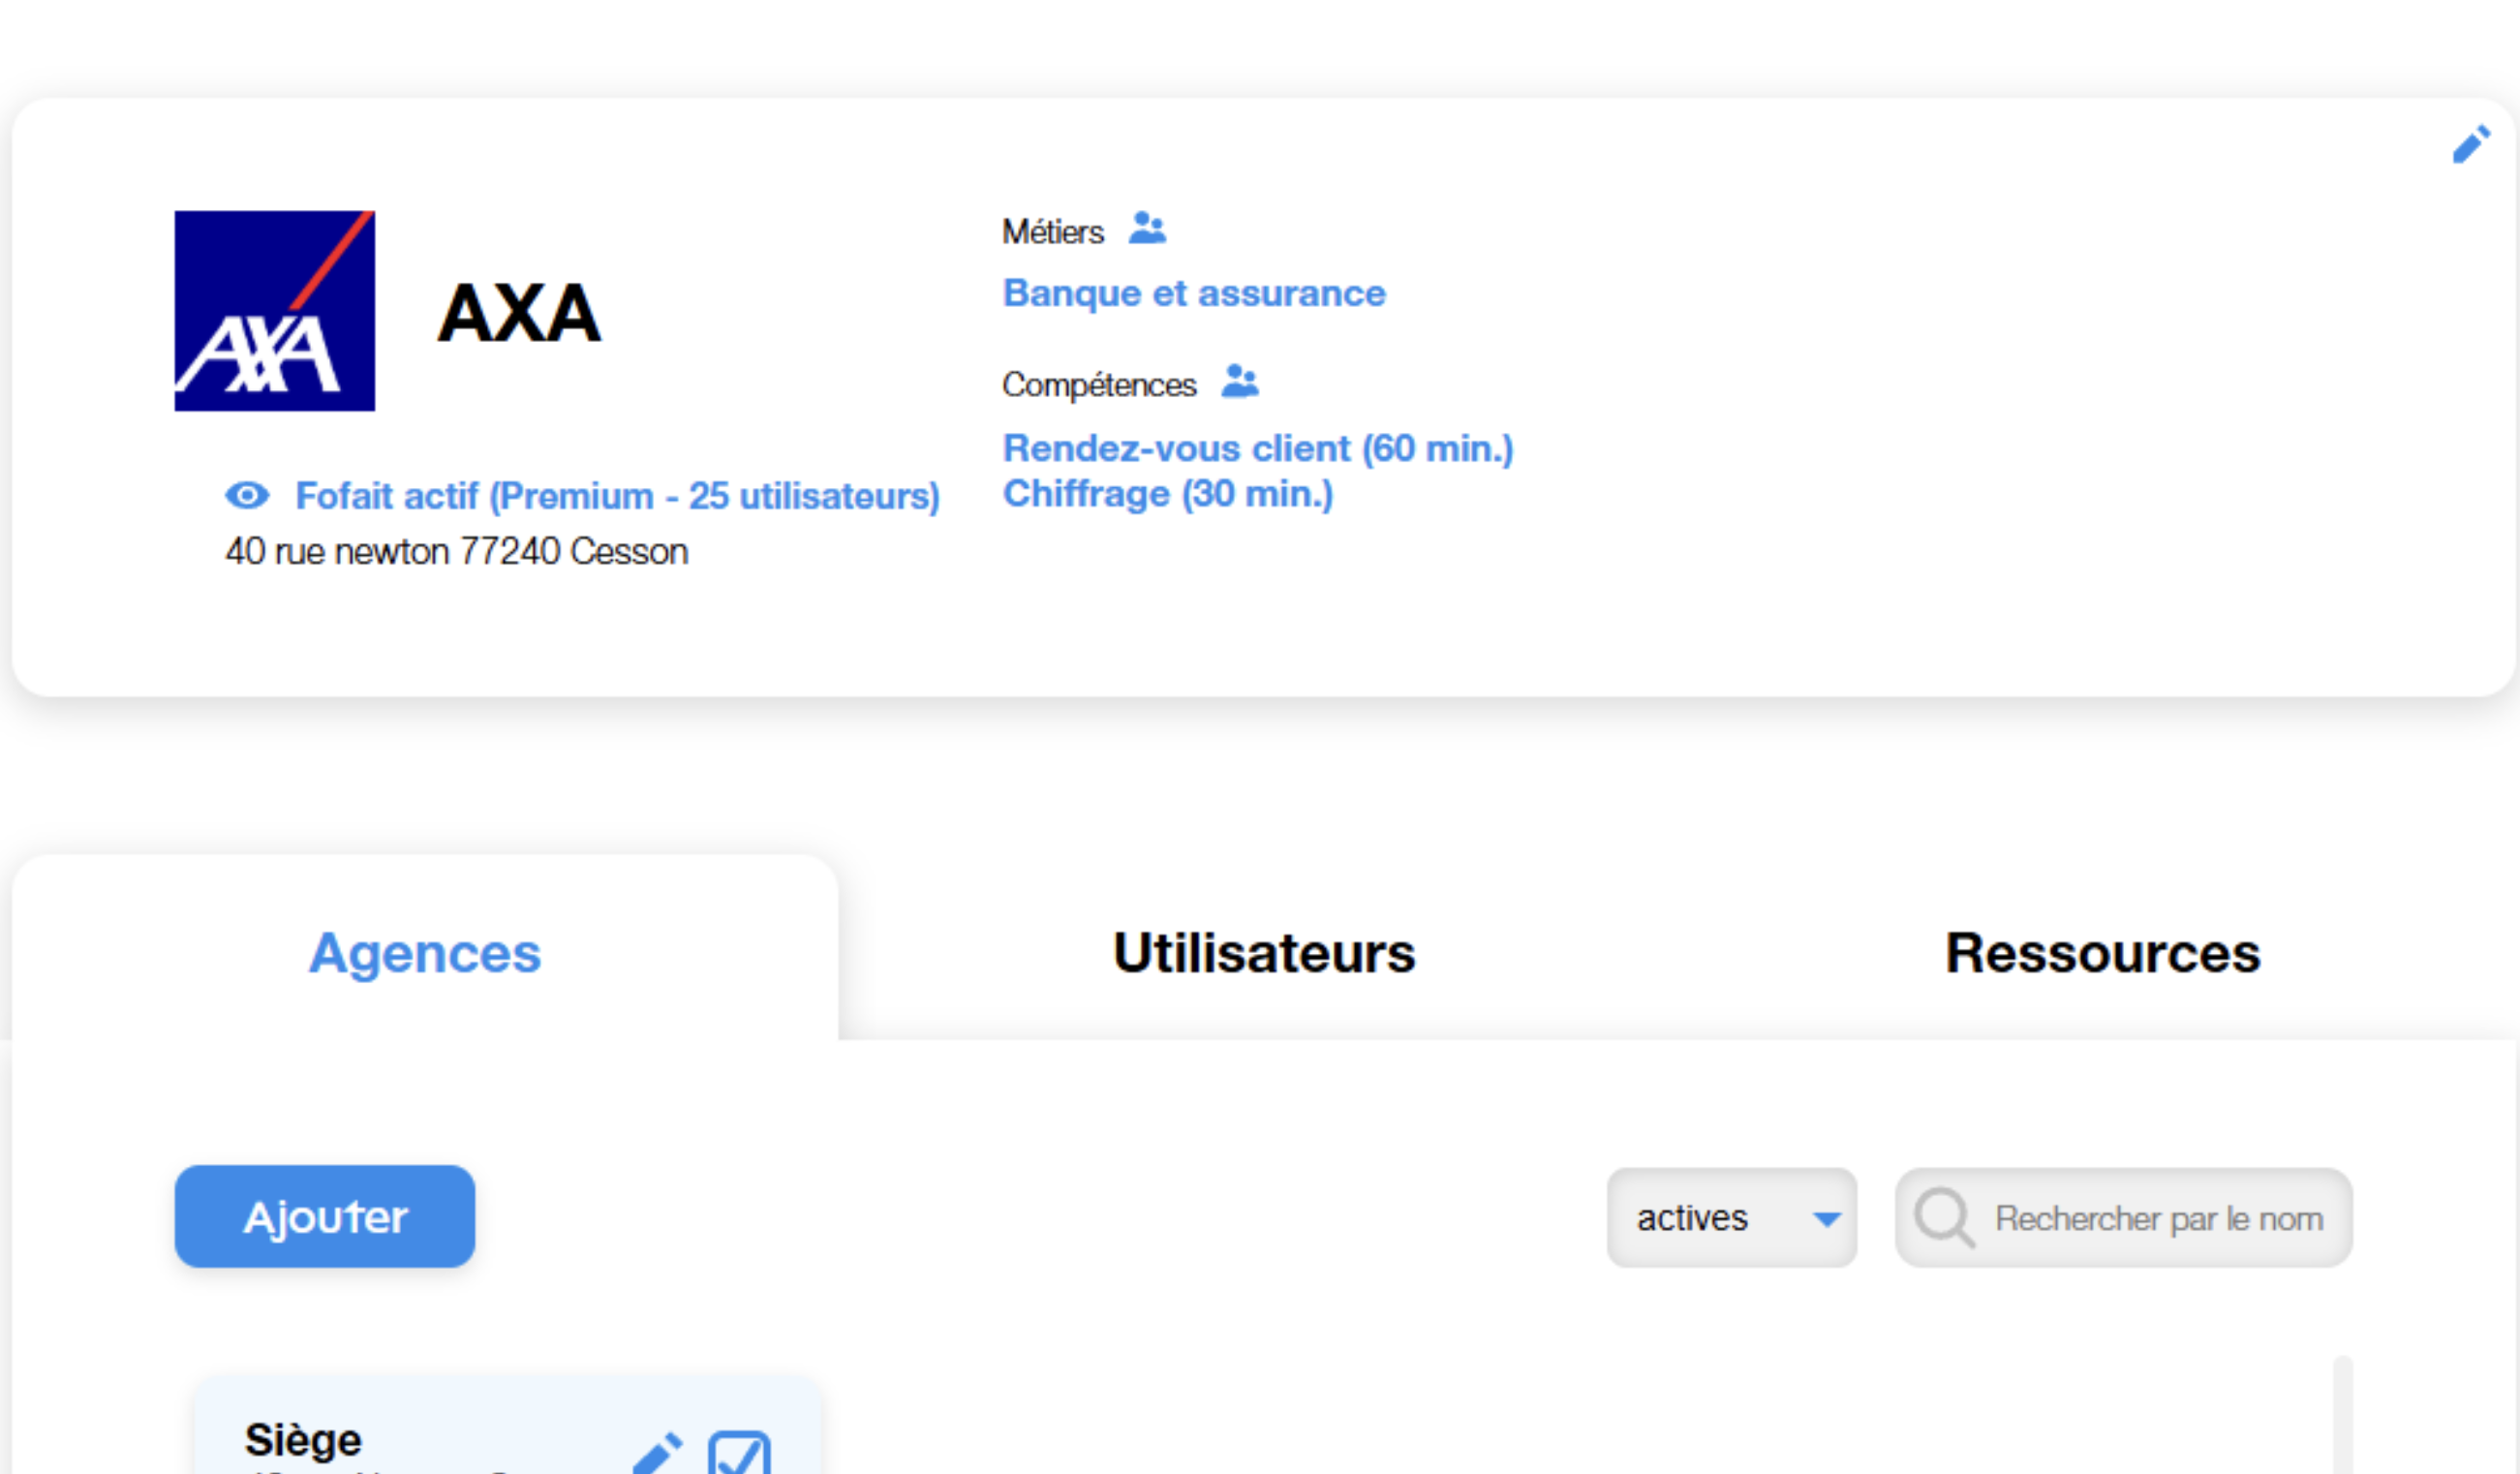 AXA
AXA
Fofait actif (Premium - 25 utilisateurs)
40 rue newton 77240 Cesson
Métiers
Banque et assurance
Compétences
Rendez-vous client (60 min.)
Chiffrage (30 min.)
Agences
Utilisateurs
Ressources
Ajouter
actives
Rechercher par le nom
Siège